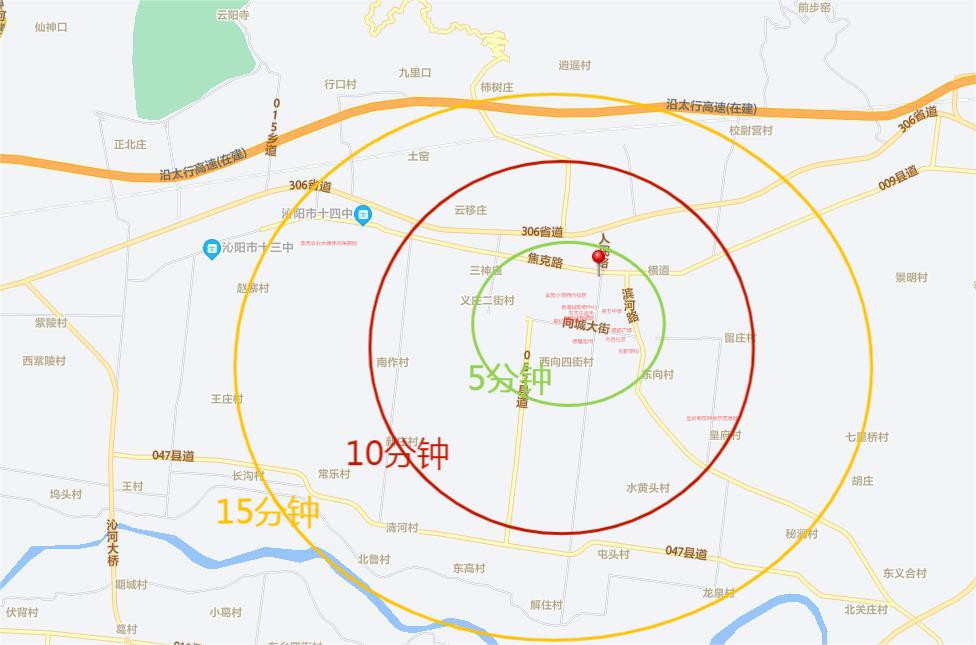 云阳寺
前步窑
仙神口
逍遥村
九里口
行口村
柿树庄
沿太行高速(在建)
015乡道
306省道
校尉营村
正北庄
土窑
沿太行高速(在建)
009县道
306省道
沁阳市十四中
云移庄
306省道
人民路
沁阳市十三中
焦克路
三神庙
横道
景明村
赵寨村
义庄二街村
滨河路
紫陵村
向城大街
留庄村
西紫陵村
南作村
西向四街村
5分钟
东向村
王庄村
皇府村
七里桥村
10分钟
047县道
长沟村
常乐村
胡庄
王村
坞头村
水黄头村
15分钟
清河村
秘涧村
沁河大桥
屯头村
047县道
北鲁村
东高村
东义合村
期城村
龙泉村
解住村
伏背村
小葛村
北关庄村
葛村